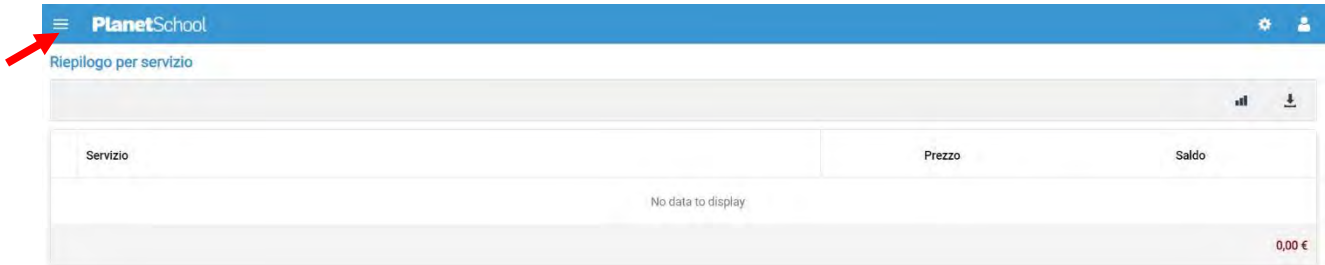 PlanetSchool
Riepilogo per servizio
Servizio Prezzo Saldo
No data to display
0,00 €